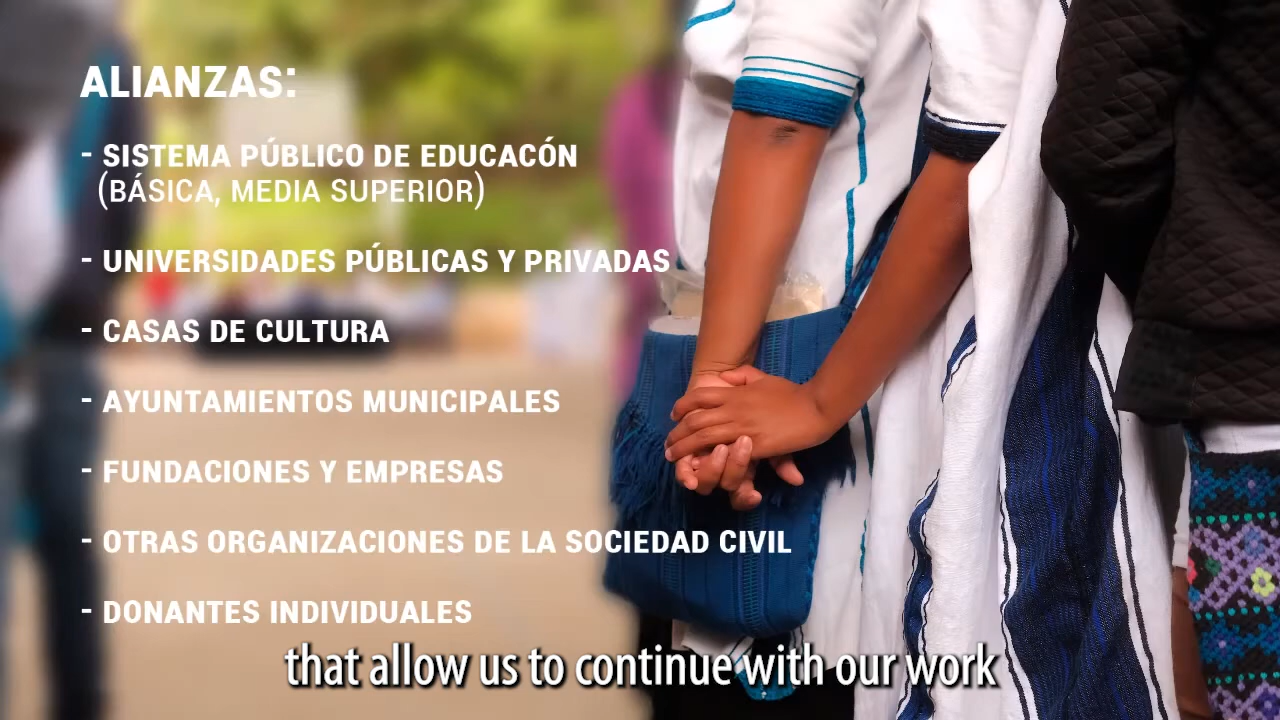 ALIANZAS:
- SISTEMA PÚBLICO DE EDUCACÓN
(BÁSICA, MEDIA SUPERIOR)
- UNIVERSIDADES PÚBLICAS Y PRIVADAS
- CASAS DE CULTURA
- AYUNTAMIENTOS MUNICIPALES
- FUNDACIONES Y EMPRESAS
- OTRAS ORGANIZACIONES DE LA SOCIEDAD CIVIL
- DONANTES INDIVIDUALES
that allow us to continue with our work